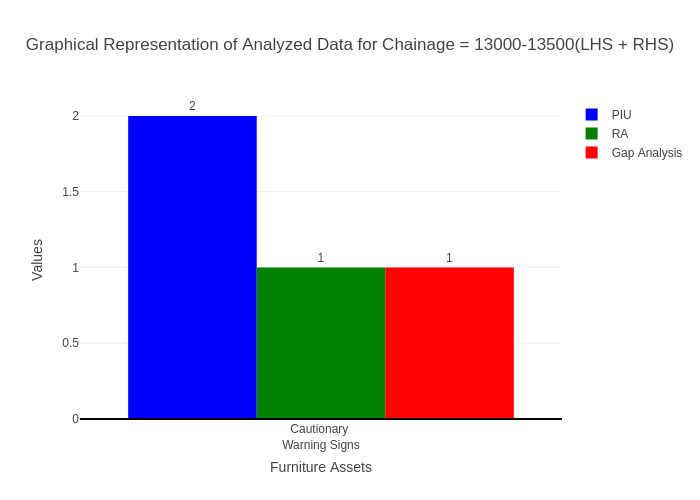 Graphical Representation of Analyzed Data for Chainage = 13000-13500(LHS + RHS)
2
1
1
2
1.5
1
0.5
0
Values
Cautionary
Warning Signs
Furniture Assets
PIU
RA
Gap Analysis